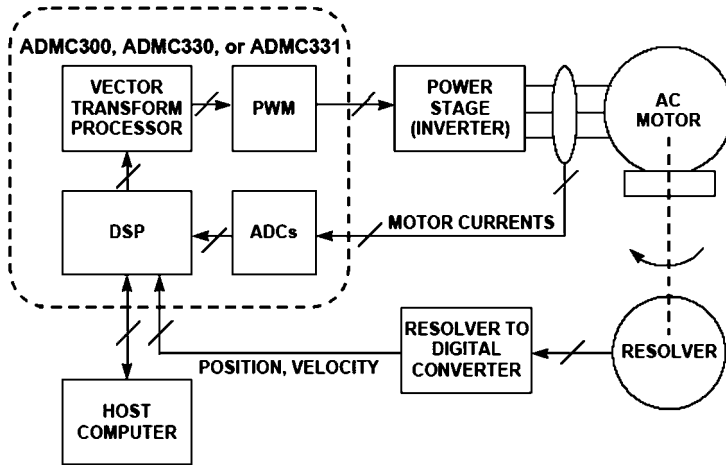 ADMC300, ADMC330, or ADMC331
VECTOR
TRANSFORM
PROCESSOR
PWM
POWER
STAGE
(INVERTER)
AC
MOTOR
DSP
ADCs
MOTOR CURRENTS
RESOLVER TO
DIGITAL
CONVERTER
RESOLVER
POSITION, VELOCITY
HOST
COMPUTER